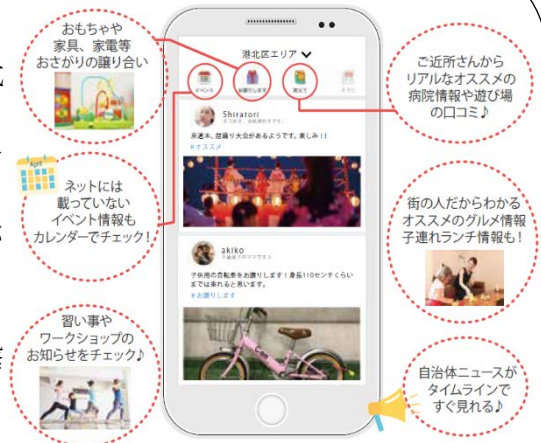 おもちゃや
家具、家電等
おさがりの譲り合い
ネットには
載っていない
イベント情報も
カレンダーでチェック!
習い事や
ワークショップの
お知らせをチェック♪
港北区エリア
イベント
お譲りします
教えて
チラシ
Shiratori
来週末、盆踊り大会があるようです。楽しみ!!
#オススメ
akiko
子供用の自転車をお譲りします!身長110センチくらい
までは乗れると思います。
#お譲りします
ご近所さんから
リアルなオススメの
病院情報や遊び場
の口コミ♪
街の人だからわかる
オススメのグルメ情報
子連れランチ情報も!
自治体ニュースが
タイムラインで
すぐ見れる♪